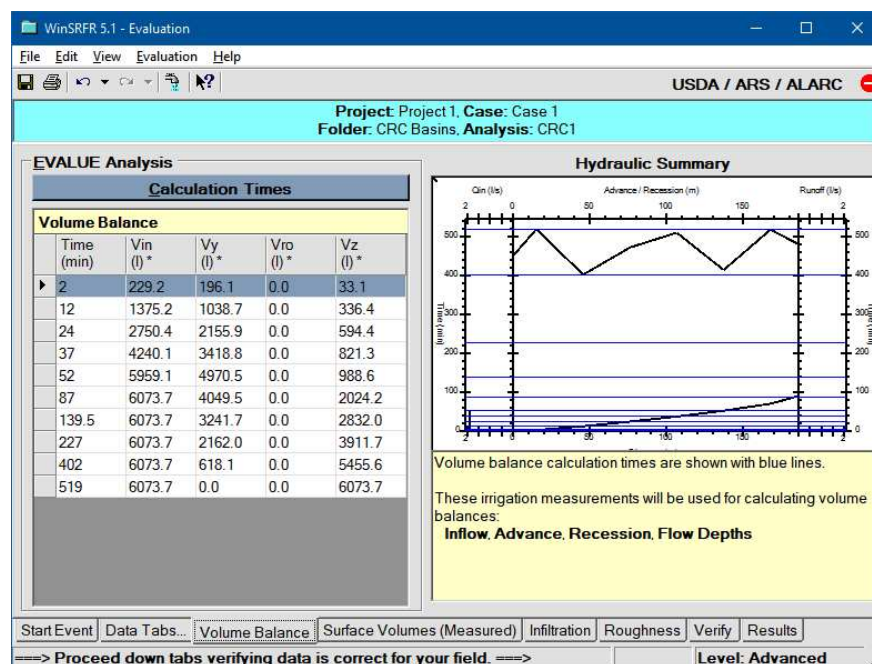 WinSRFR 5.1 - Evaluation
File Edit View Evaluation Help
USDA / ARS / ALARC
Project: Project 1, Case: Case 1
Folder: CRC Basins, Analysis: CRC1
EVALUE Analysis
Calculation Times
Volume Balance
Time (min) Vin (l) * Vy (l) * Vro (l) * Vz (l) *
2 229.2 196.1 0.0 33.1
12 1375.2 1038.7 0.0 336.4
24 2750.4 2155.9 0.0 594.4
37 4240.1 3418.8 0.0 821.3
52 5959.1 4970.5 0.0 988.6
87 6073.7 4049.5 0.0 2024.2
139.5 6073.7 3241.7 0.0 2832.0
227 6073.7 2162.0 0.0 3911.7
402 6073.7 618.1 0.0 5455.6
519 6073.7 0.0 0.0 6073.7
Hydraulic Summary
Qin (l/s) Advance / Recession (m) Runoff (l/s)
2 0 50 100 150 2
500 500
400 400
300 Time (min) 300
200 200
100 100
0 0
2 0 50 100 150 2
Volume balance calculation times are shown with blue lines.
These irrigation measurements will be used for calculating volume
balances:
Inflow, Advance, Recession, Flow Depths
Start Event Data Tabs... Volume Balance Surface Volumes (Measured) Infiltration Roughness Verify Results
===> Proceed down tabs verifying data is correct for your field. ===> Level: Advanced